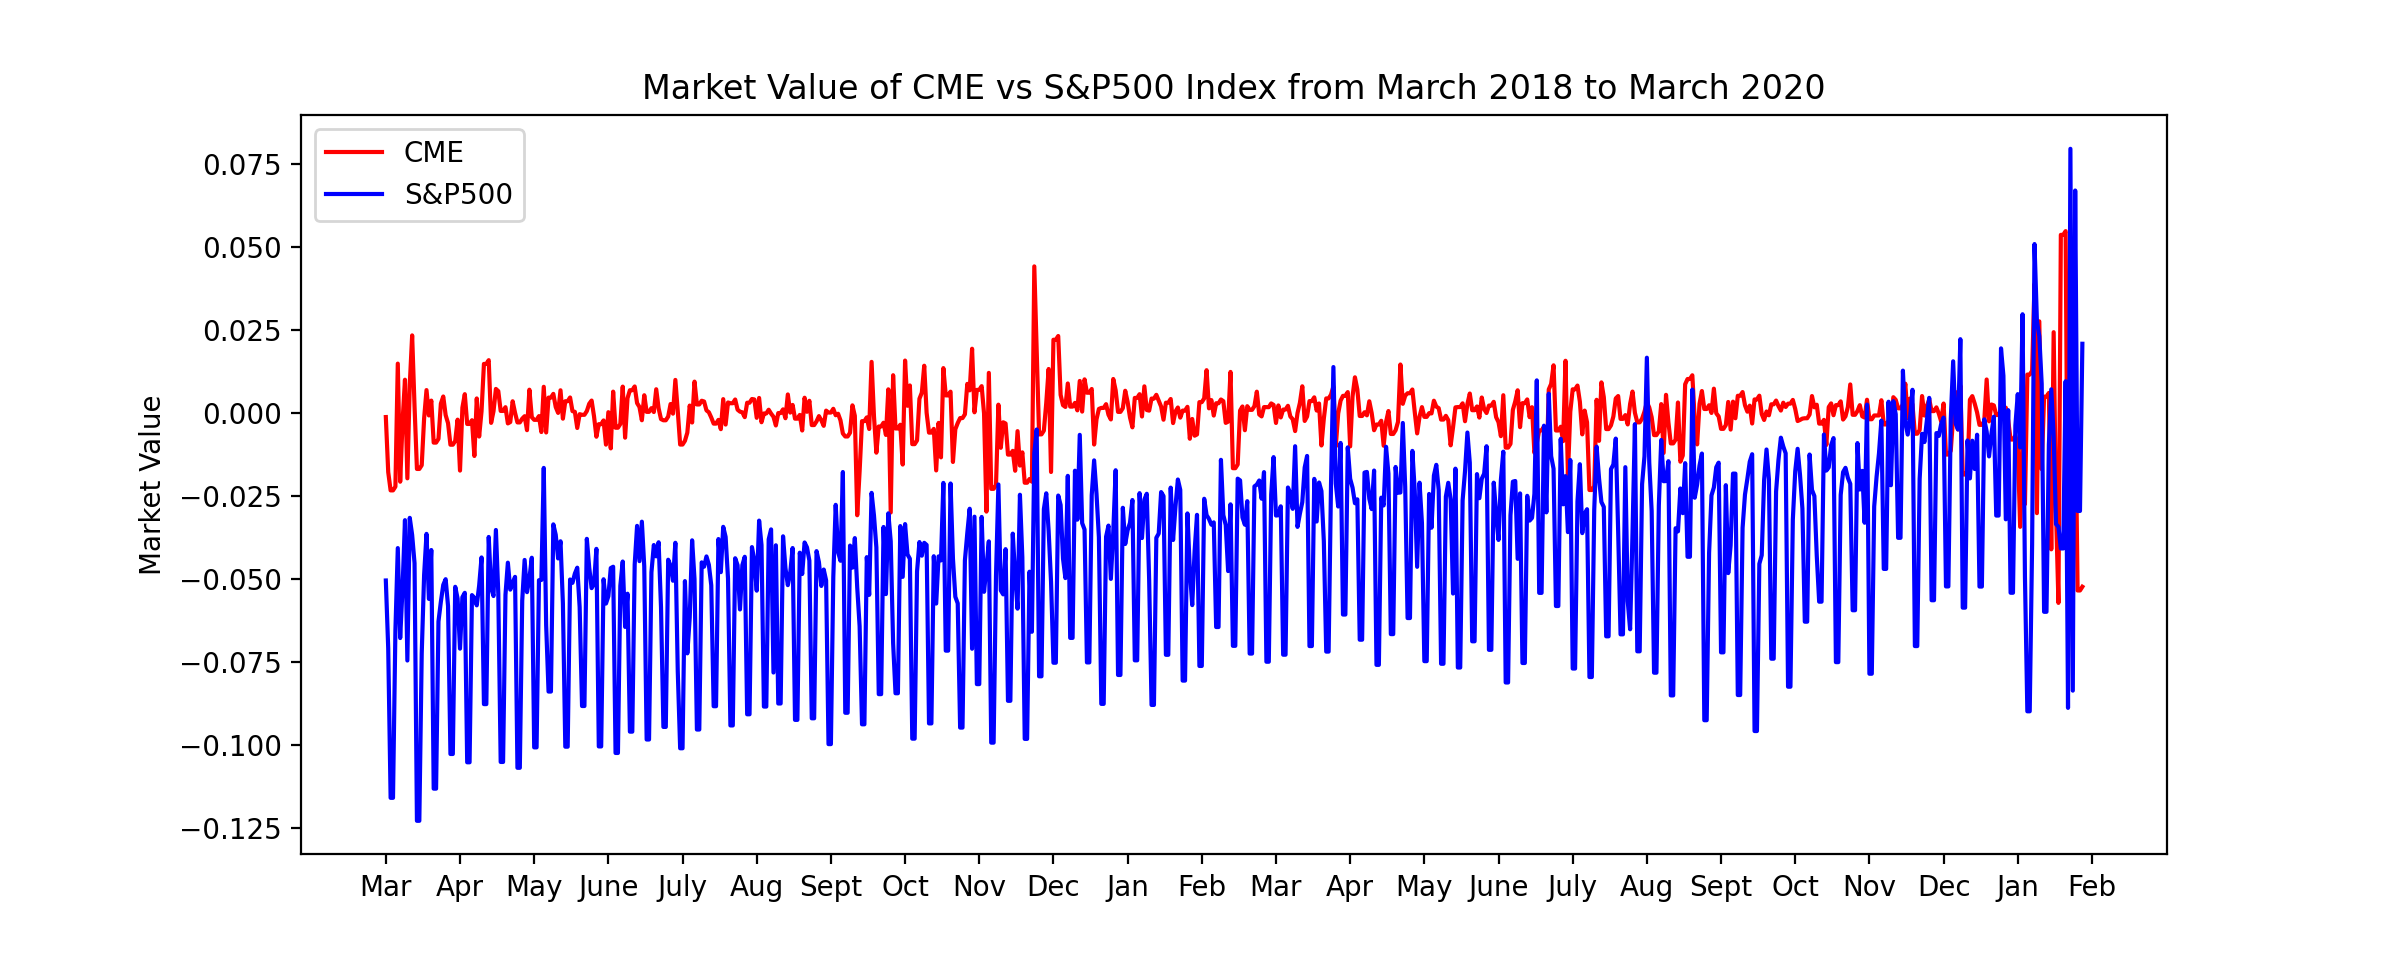 Market Value of CME vs S&P500 Index from March 2018 to March 2020
CME
S&P500
Market Value
0.075
0.050
0.025
0.000
−0.025
−0.050
−0.075
−0.100
−0.125
Mar Apr May June July Aug Sept Oct Nov Dec Jan Feb Mar Apr May June July Aug Sept Oct Nov Dec Jan Feb